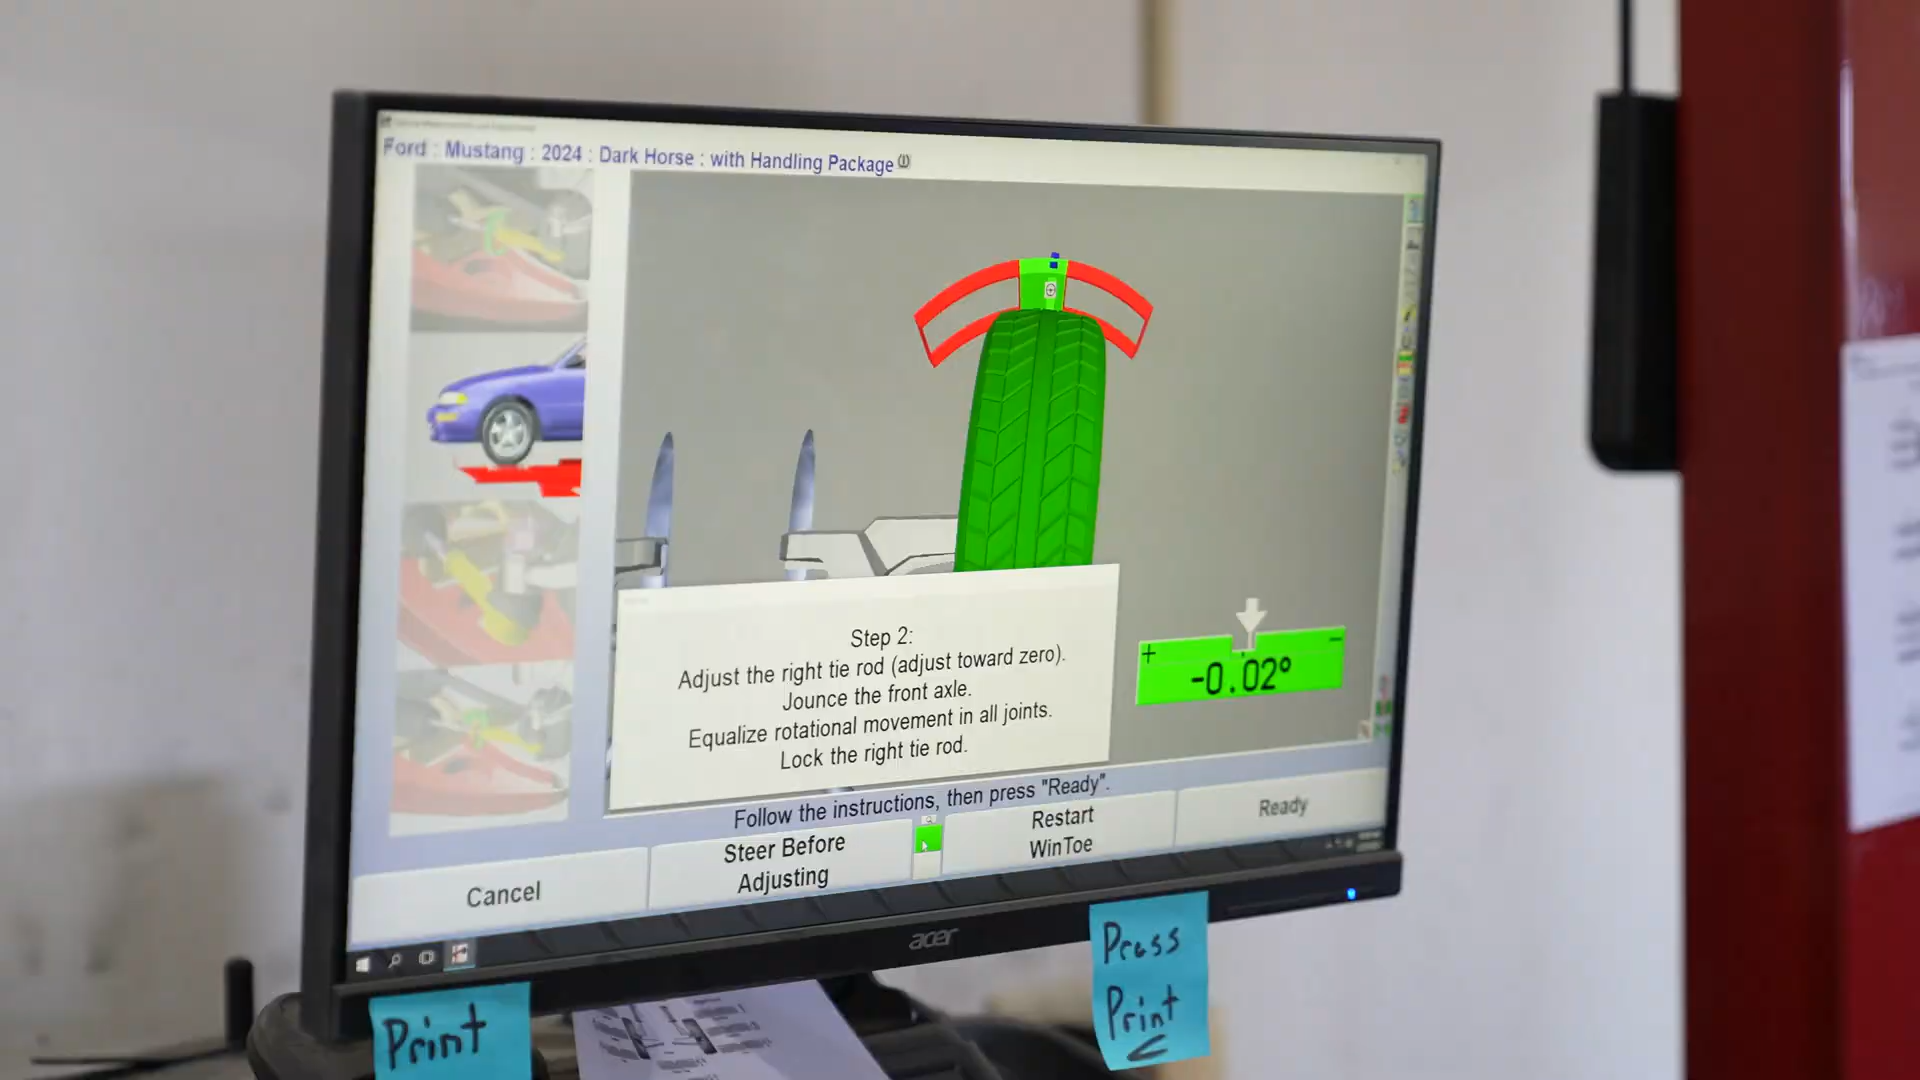 Ford : Mustang : 2024 : Dark Horse : with Handling Package
+
-
-0.02°
Step 2:
Adjust the right tie rod (adjust toward zero).
Jounce the front axle.
Equalize rotational movement in all joints.
Lock the right tie rod.
Follow the instructions, then press "Ready".
Cancel
Steer Before
Adjusting
Restart
WinToe
Ready
acer
Print
Press
Print